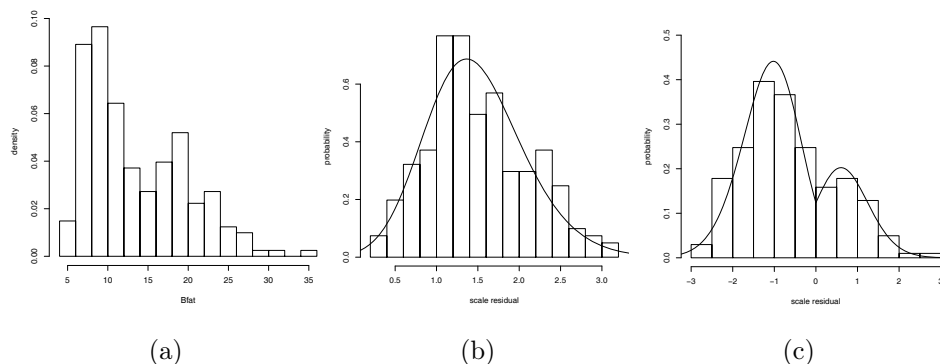 0.10
0.08
0.06
0.04
0.02
0.00
density
5 10 15 20 25 30 35
Bfat
(a)
0.6
0.4
0.2
0.0
probability
0.5 1.0 1.5 2.0 2.5 3.0
scale residual
(b)
0.5
0.4
0.3
0.2
0.1
0.0
probability
−3 −2 −1 0 1 2 3
scale residual
(c)